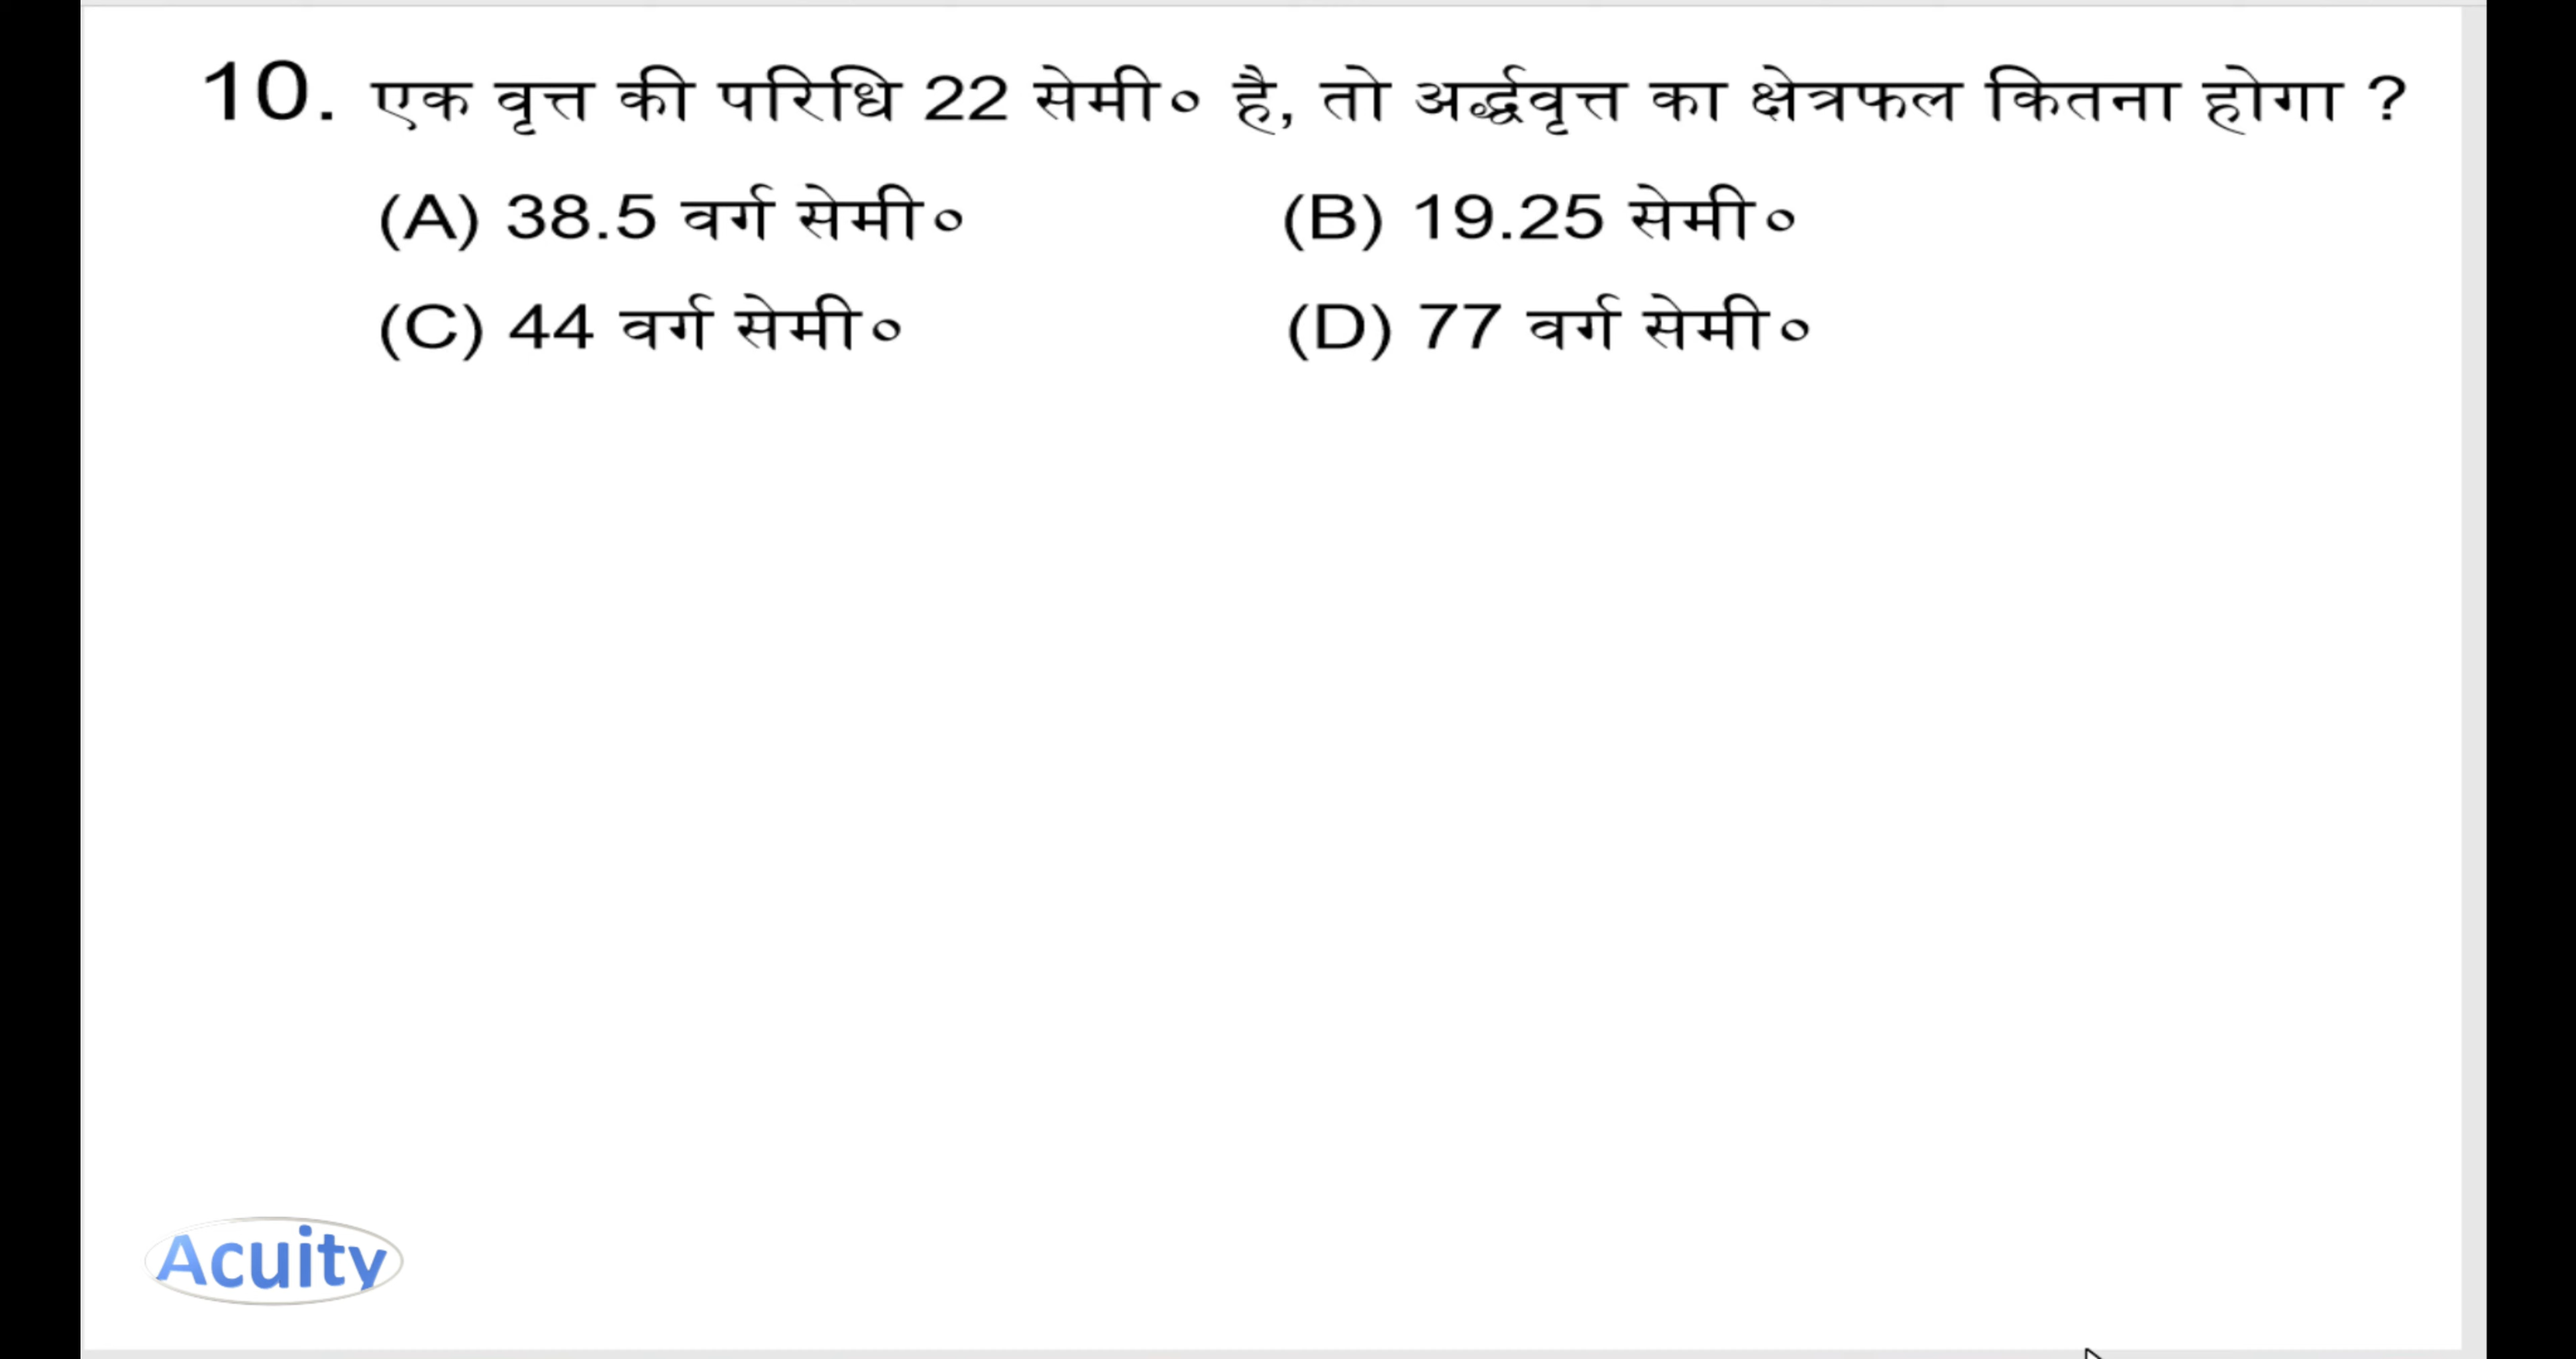 10. एक वृत्त की परिधि 22 सेमी० है, तो अर्द्धवृत्त का क्षेत्रफल कितना होगा ?
(A) 38.5 वर्ग सेमी० (B) 19.25 सेमी०
(C) 44 वर्ग सेमी० (D) 77 वर्ग सेमी०
Acuity